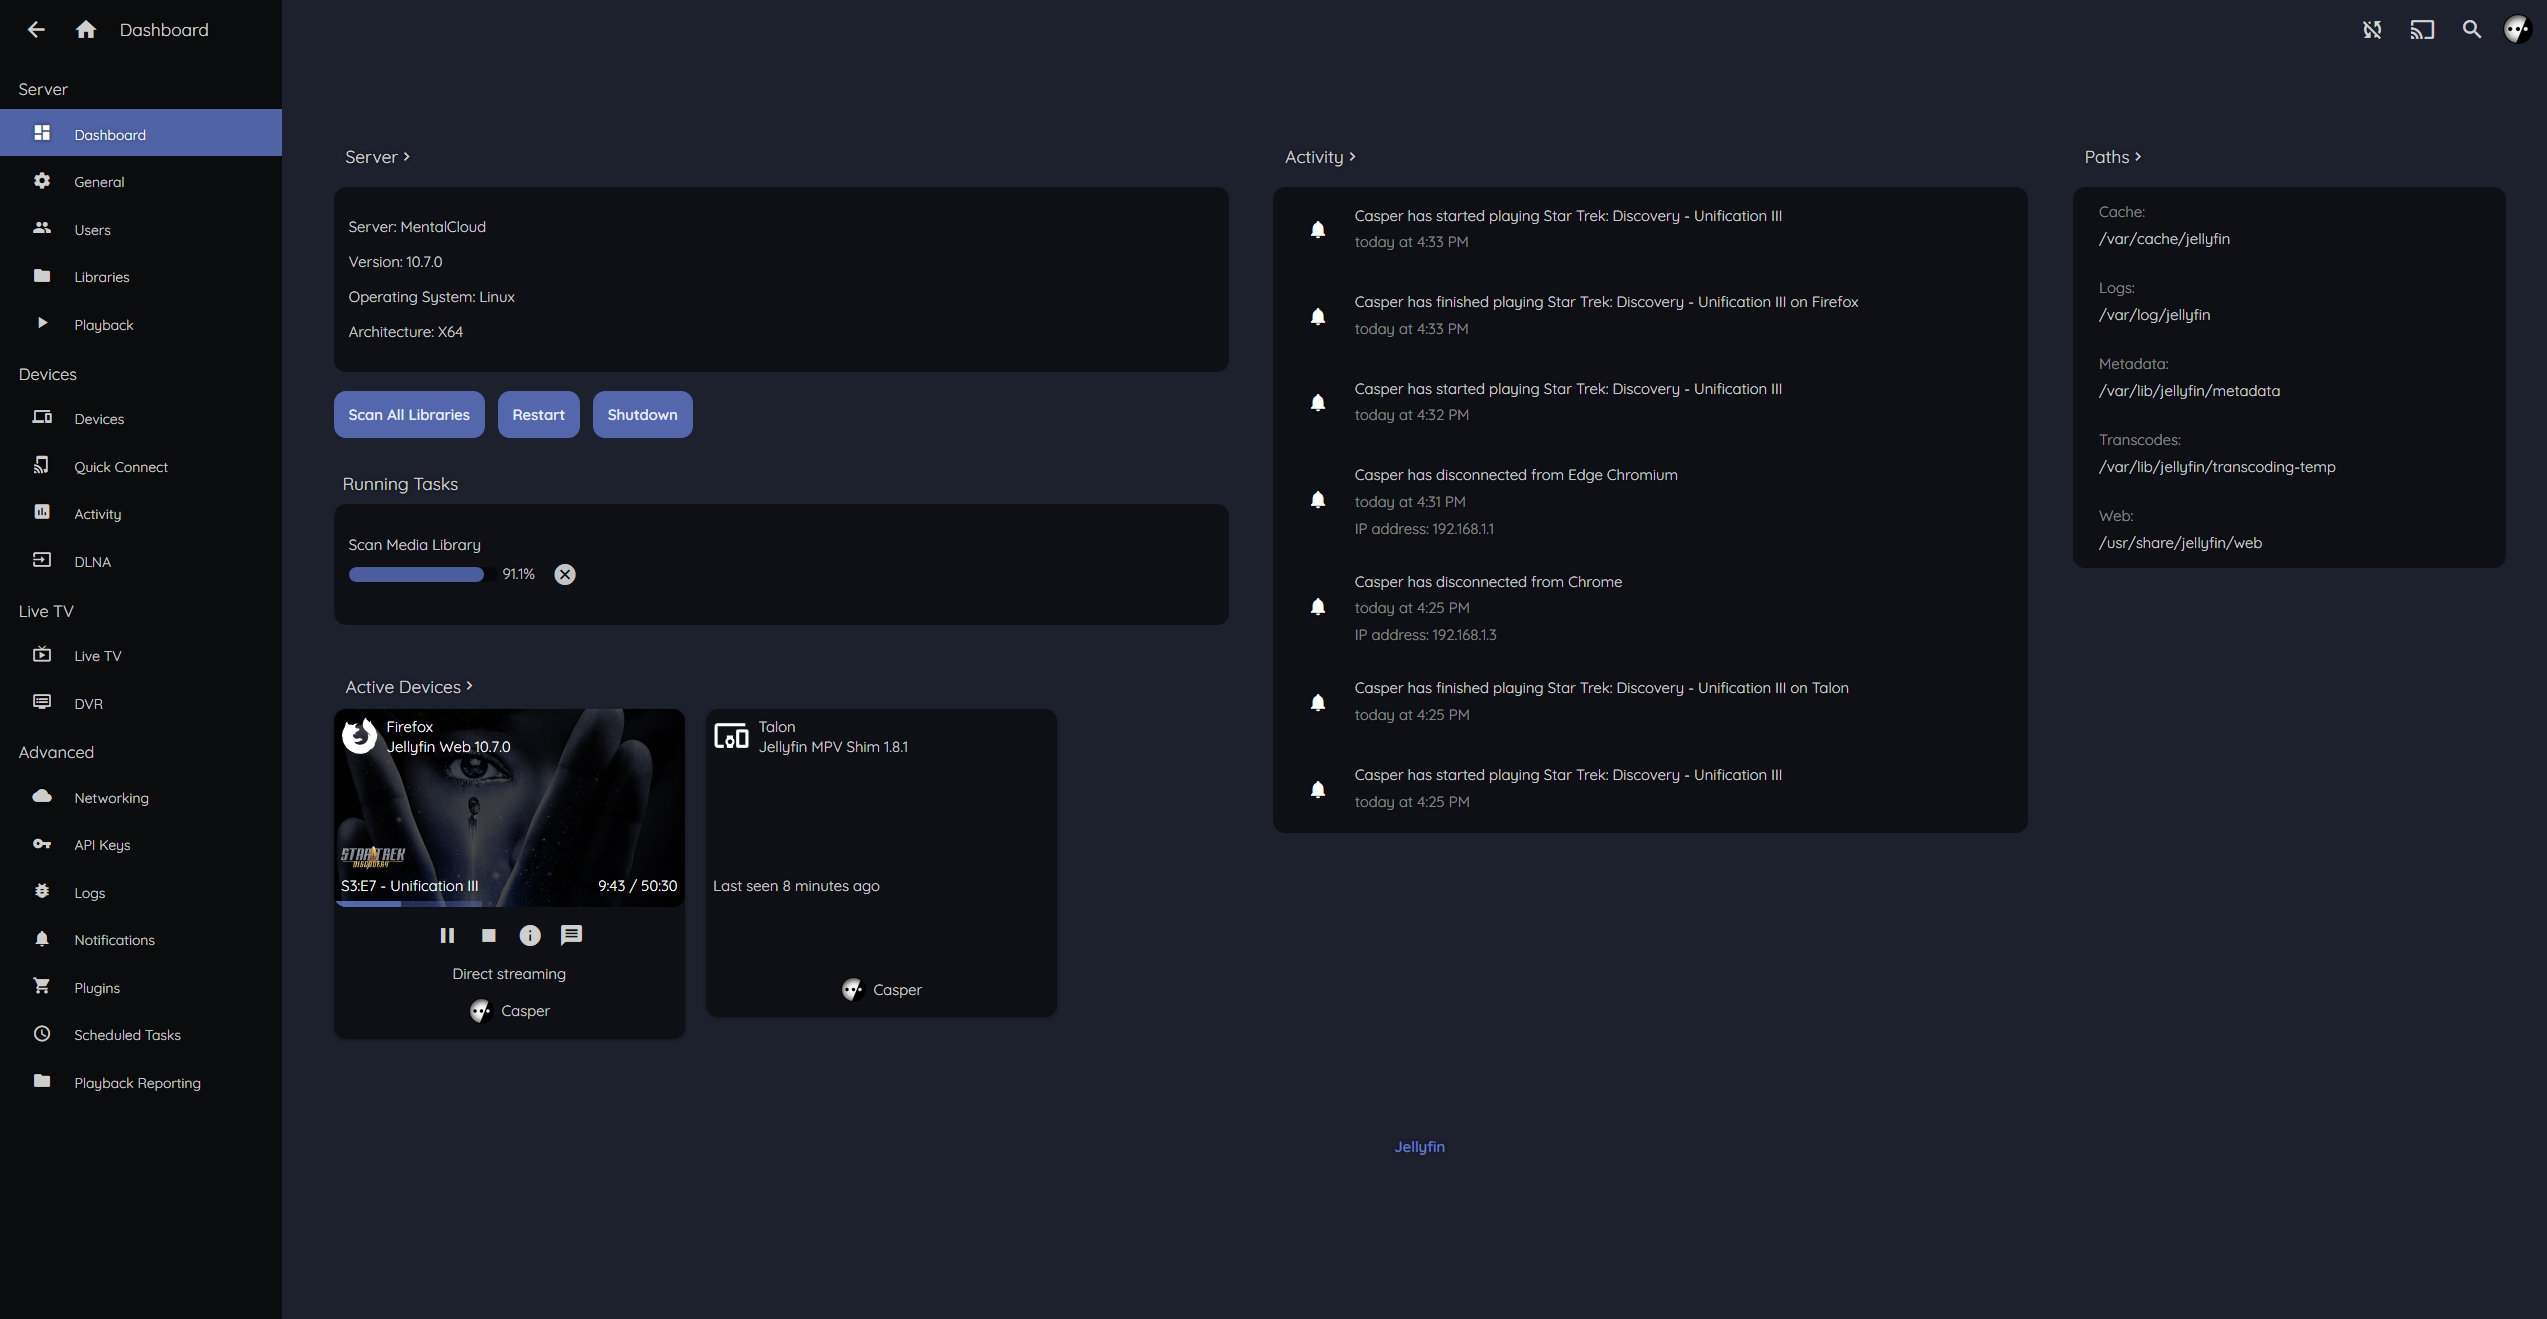 Dashboard
Server
Dashboard
General
Users
Libraries
Playback
Devices
Devices
Quick Connect
Activity
DLNA
Live TV
Live TV
DVR
Advanced
Networking
API Keys
Logs
Notifications
Plugins
Scheduled Tasks
Playback Reporting
Server
Server: MentalCloud
Version: 10.7.0
Operating System: Linux
Architecture: X64
Scan All Libraries
Restart
Shutdown
Running Tasks
Scan Media Library
91.1%
Active Devices
Firefox
Jellyfin Web 10.7.0
STAR TREK
DISCOVERY
S3:E7 - Unification III
9:43 / 50:30
Direct streaming
Casper
Talon
Jellyfin MPV Shim 1.8.1
Last seen 8 minutes ago
Casper
Activity
Casper has started playing Star Trek: Discovery - Unification III
today at 4:33 PM
Casper has finished playing Star Trek: Discovery - Unification III on Firefox
today at 4:33 PM
Casper has started playing Star Trek: Discovery - Unification III
today at 4:32 PM
Casper has disconnected from Edge Chromium
today at 4:31 PM
IP address: 192.168.1.1
Casper has disconnected from Chrome
today at 4:25 PM
IP address: 192.168.1.3
Casper has finished playing Star Trek: Discovery - Unification III on Talon
today at 4:25 PM
Casper has started playing Star Trek: Discovery - Unification III
today at 4:25 PM
Paths
Cache:
/var/cache/jellyfin
Logs:
/var/log/jellyfin
Metadata:
/var/lib/jellyfin/metadata
Transcodes:
/var/lib/jellyfin/transcoding-temp
Web:
/usr/share/jellyfin/web
Jellyfin